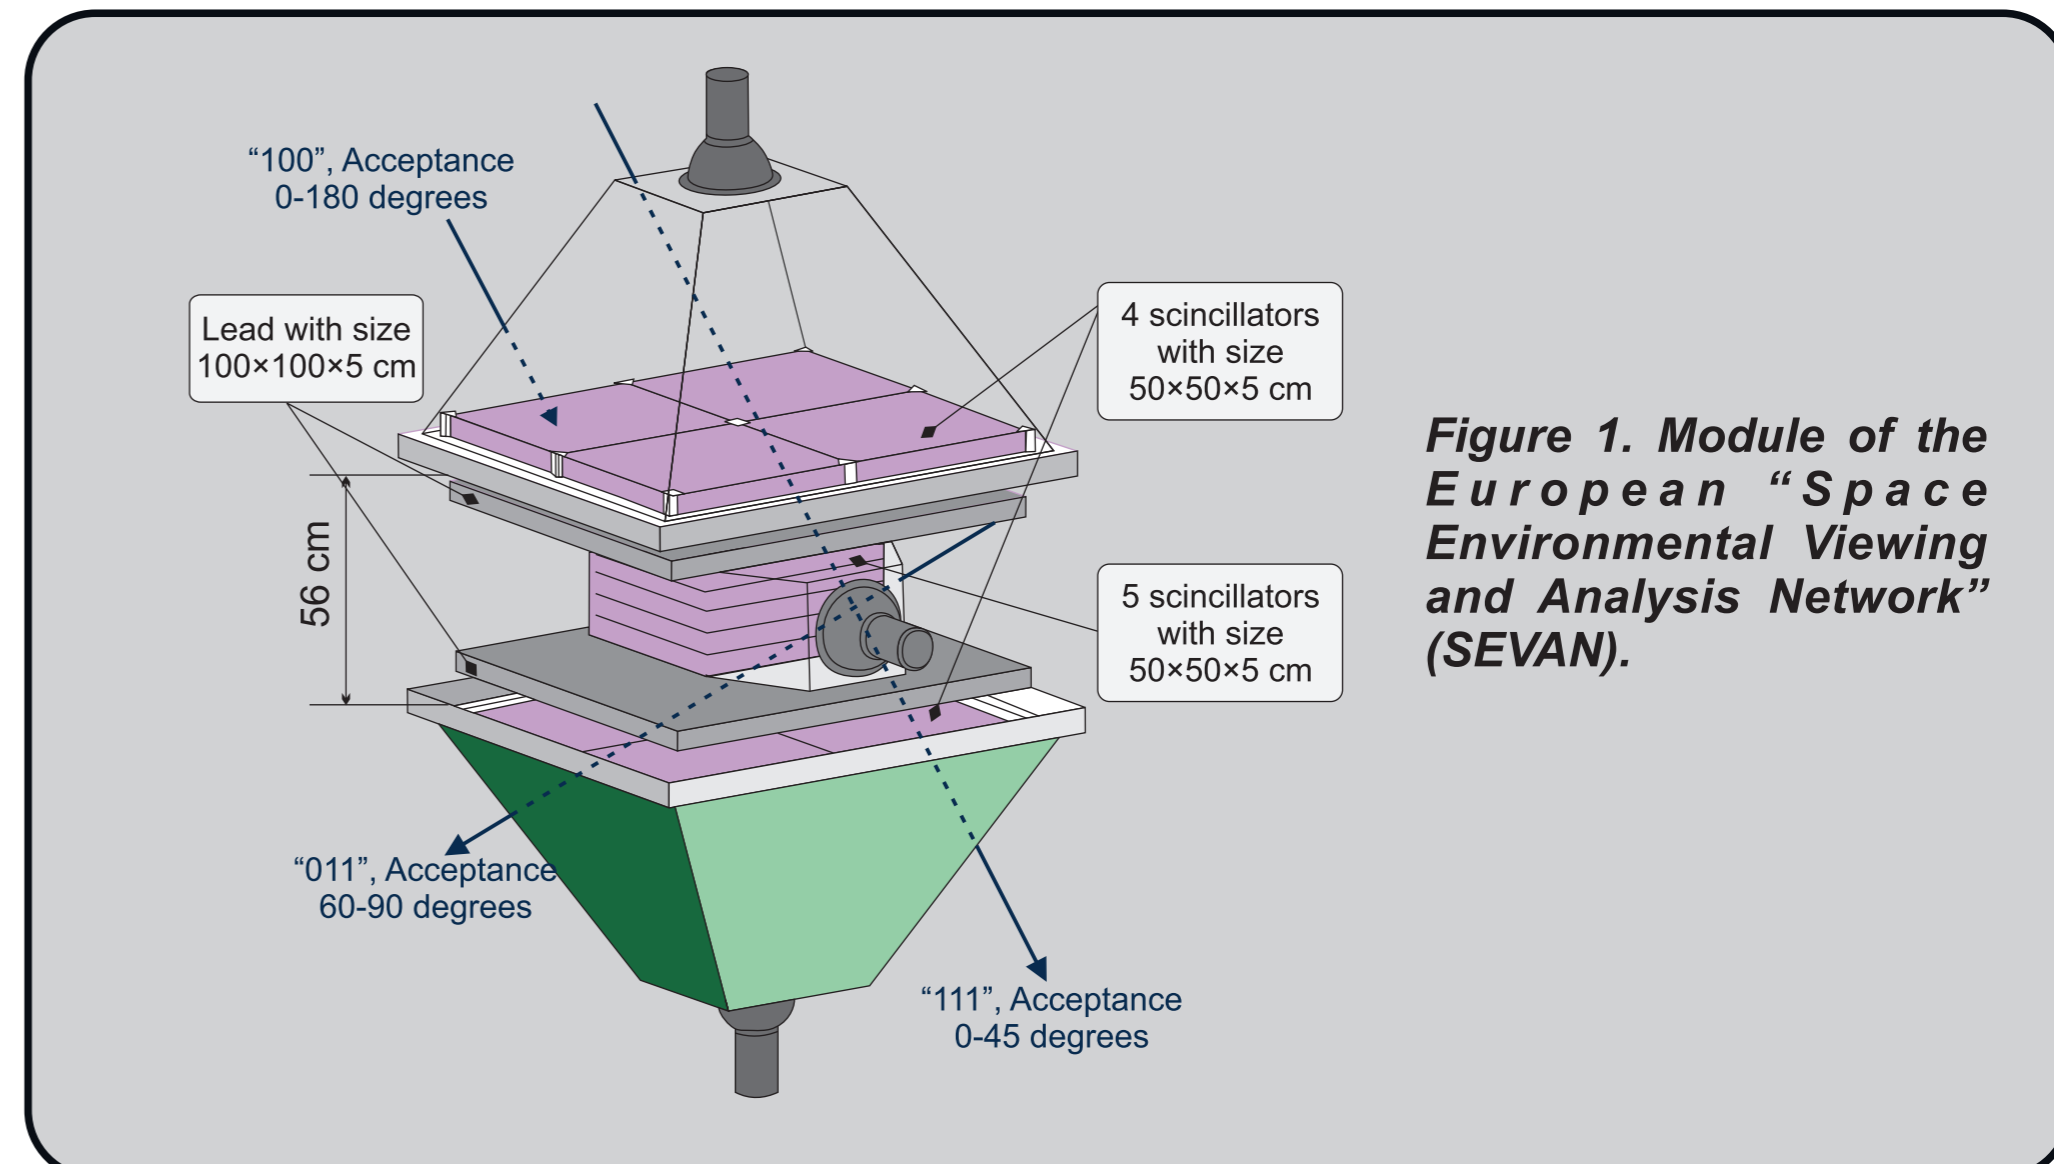 “100”, Acceptance
0-180 degrees
Lead with size
100×100×5 cm
4 scincillators
with size
50×50×5 cm
56 cm
5 scincillators
with size
50×50×5 cm
“011”, Acceptance
60-90 degrees
“111”, Acceptance
0-45 degrees
Figure 1. Module of the
European “Space
Environmental Viewing
and Analysis Network”
(SEVAN).